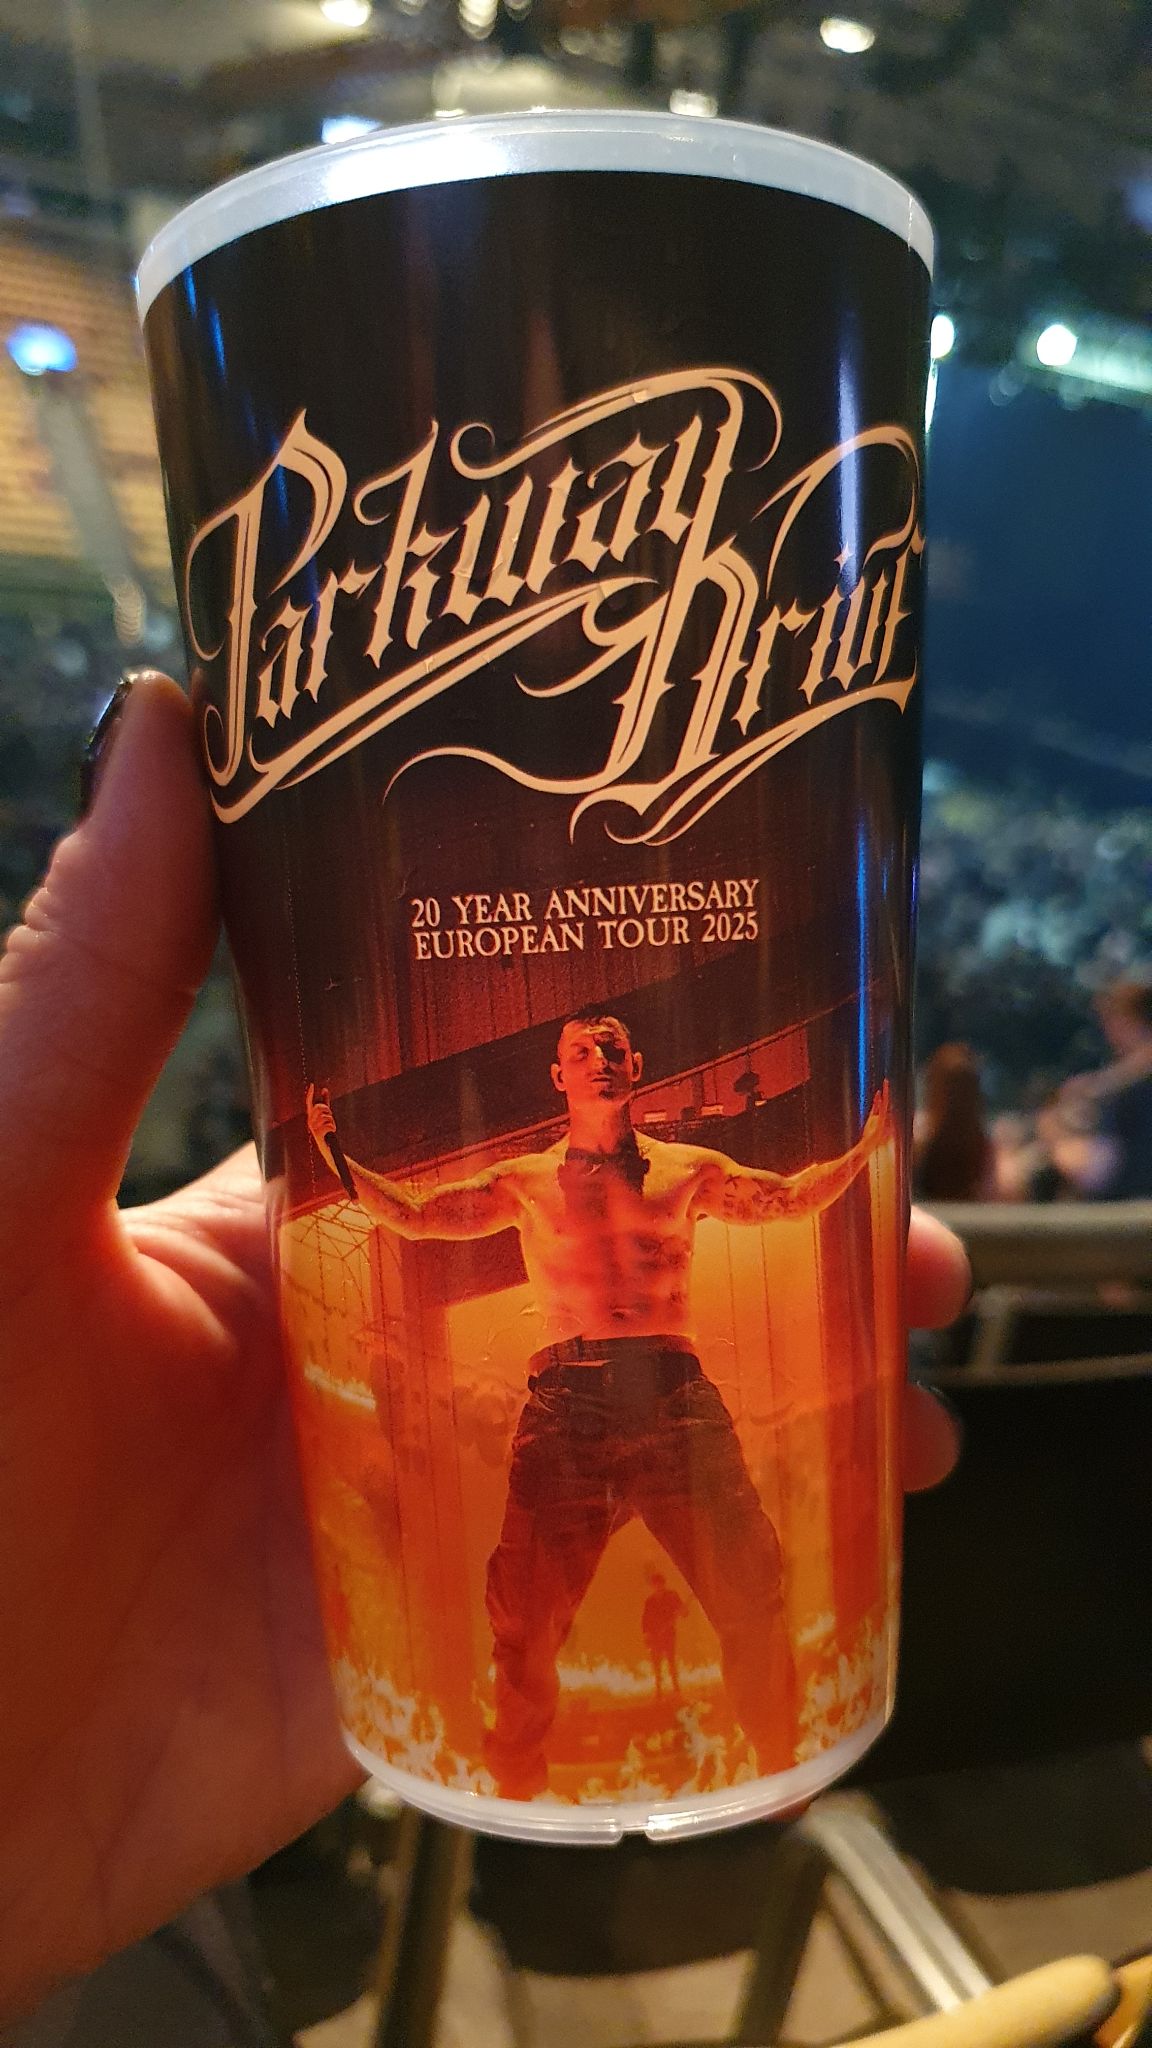 Parkway Drive
20 YEAR ANNIVERSARY
EUROPEAN TOUR 2025